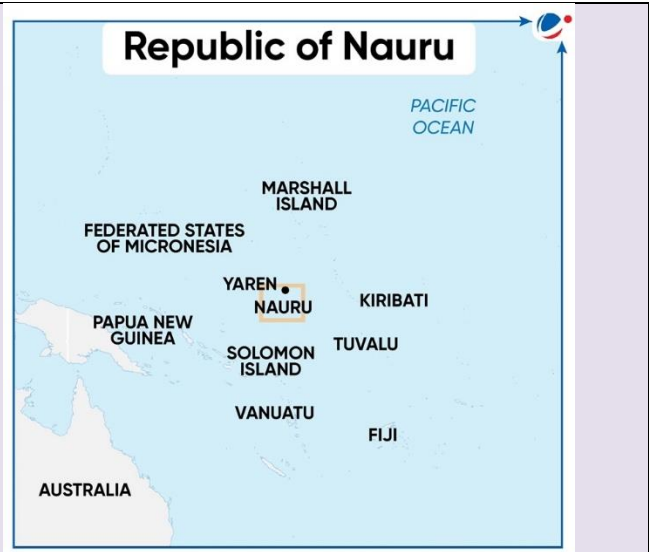 Republic of Nauru
PACIFIC
OCEAN
MARSHALL
ISLAND
FEDERATED STATES
OF MICRONESIA
YAREN
NAURU
KIRIBATI
PAPUA NEW
GUINEA
TUVALU
SOLOMON
ISLAND
VANUATU
FIJI
AUSTRALIA